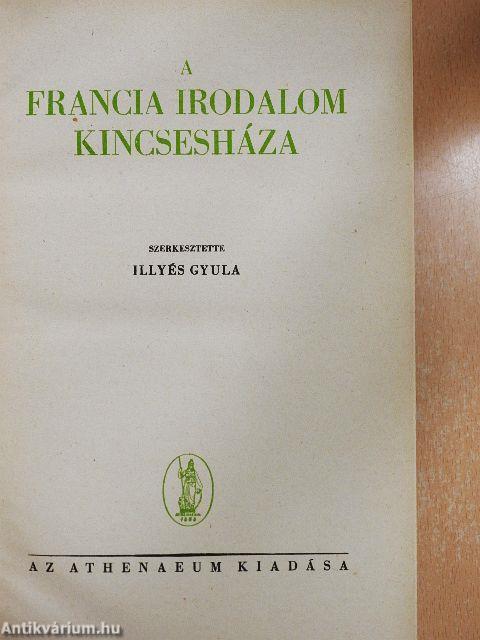 A
FRANCIA IRODALOM
KINCSESHÁZA
SZERKESZTETTE
ILLYÉS GYULA
AZ ATHENAEUM KIADÁSA
Antikvárium.hu